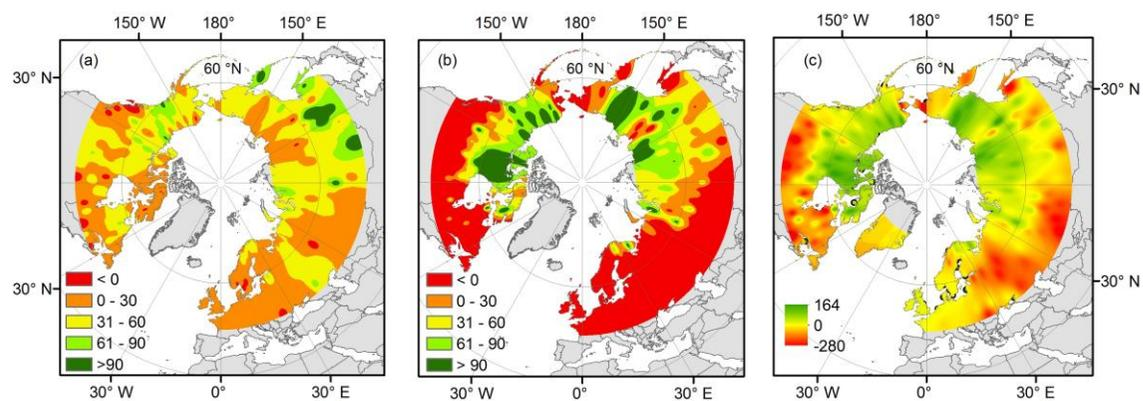 150° W 180° 150° E 150° W 180° 150° E 150° W 180° 150° E
(a) (b) (c)
60 °N 60 °N 60 °N
30° N 30° N 30° N
< 0 < 0
0 - 30 0 - 30
31 - 60 31 - 60
61 - 90 61 - 90
>90 > 90
164
0
-280
30° N 30° N
30° W 0° 30° E 30° W 0° 30° E 30° W 0° 30° E